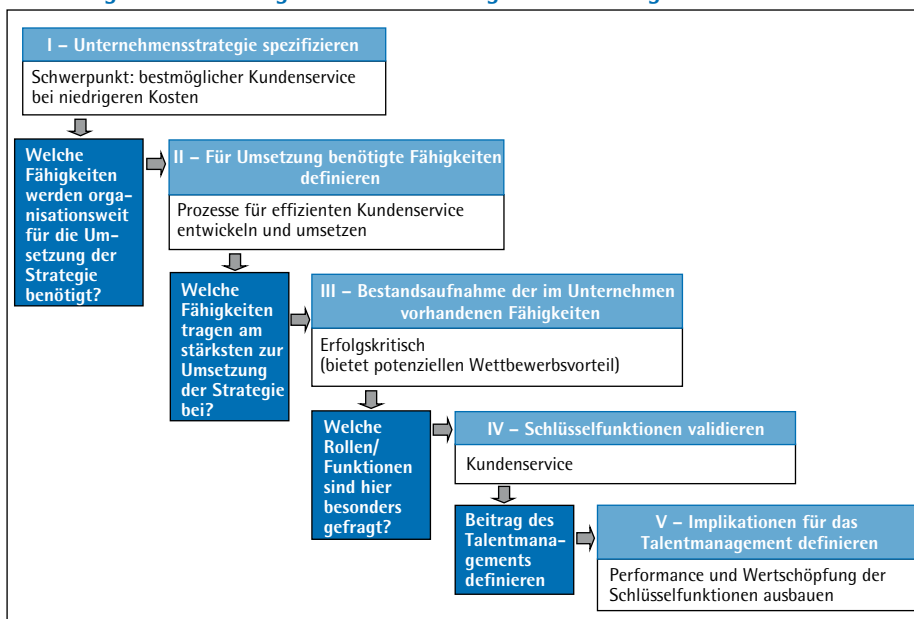 I – Unternehmensstrategie spezifizieren
Schwerpunkt: bestmöglicher Kundenservice
bei niedrigeren Kosten
Welche
Fähigkeiten
werden orga-
nisationsweit
für die Um-
setzung der
Strategie
benötigt?
II – Für Umsetzung benötigte Fähigkeiten
definieren
Prozesse für effizienten Kundenservice
entwickeln und umsetzen
Welche
Fähigkeiten
tragen am
stärksten zur
Umsetzung
der Strategie
bei?
III – Bestandsaufnahme der im Unternehmen
vorhandenen Fähigkeiten
Erfolgskritisch
(bietet potenziellen Wettbewerbsvorteil)
Welche
Rollen/
Funktionen
sind hier
besonders
gefragt?
IV – Schlüsselfunktionen validieren
Kundenservice
Beitrag des
Talentma-
nagements
definieren
V – Implikationen für das
Talentmanagement definieren
Performance und Wertschöpfung der
Schlüsselfunktionen ausbauen